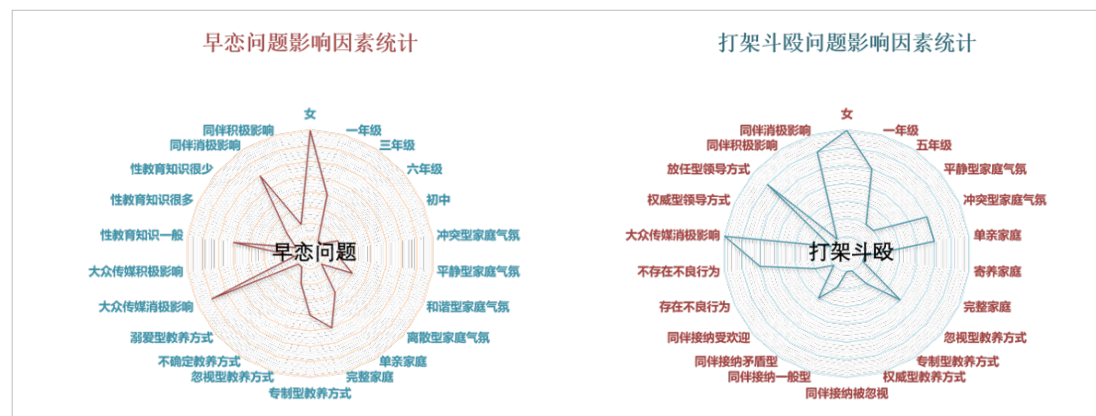 早恋问题影响因素统计
女
一年级
三年级
六年级
初中
冲突型家庭气氛
平静型家庭气氛
和谐型家庭气氛
离散型家庭气氛
单亲家庭
完整家庭
专制型教养方式
忽视型教养方式
不确定教养方式
溺爱型教养方式
大众传媒消极影响
大众传媒积极影响
性教育知识一般
性教育知识很多
性教育知识很少
同伴消极影响
同伴积极影响
早恋问题
打架斗殴问题影响因素统计
女
一年级
五年级
平静型家庭气氛
冲突型家庭气氛
单亲家庭
寄养家庭
完整家庭
忽视型教养方式
专制型教养方式
权威型教养方式
同伴接纳被忽视
同伴接纳一般型
同伴接纳矛盾型
同伴接纳受欢迎
存在不良行为
不存在不良行为
大众传媒消极影响
权威型领导方式
放任型领导方式
同伴积极影响
同伴消极影响
打架斗殴